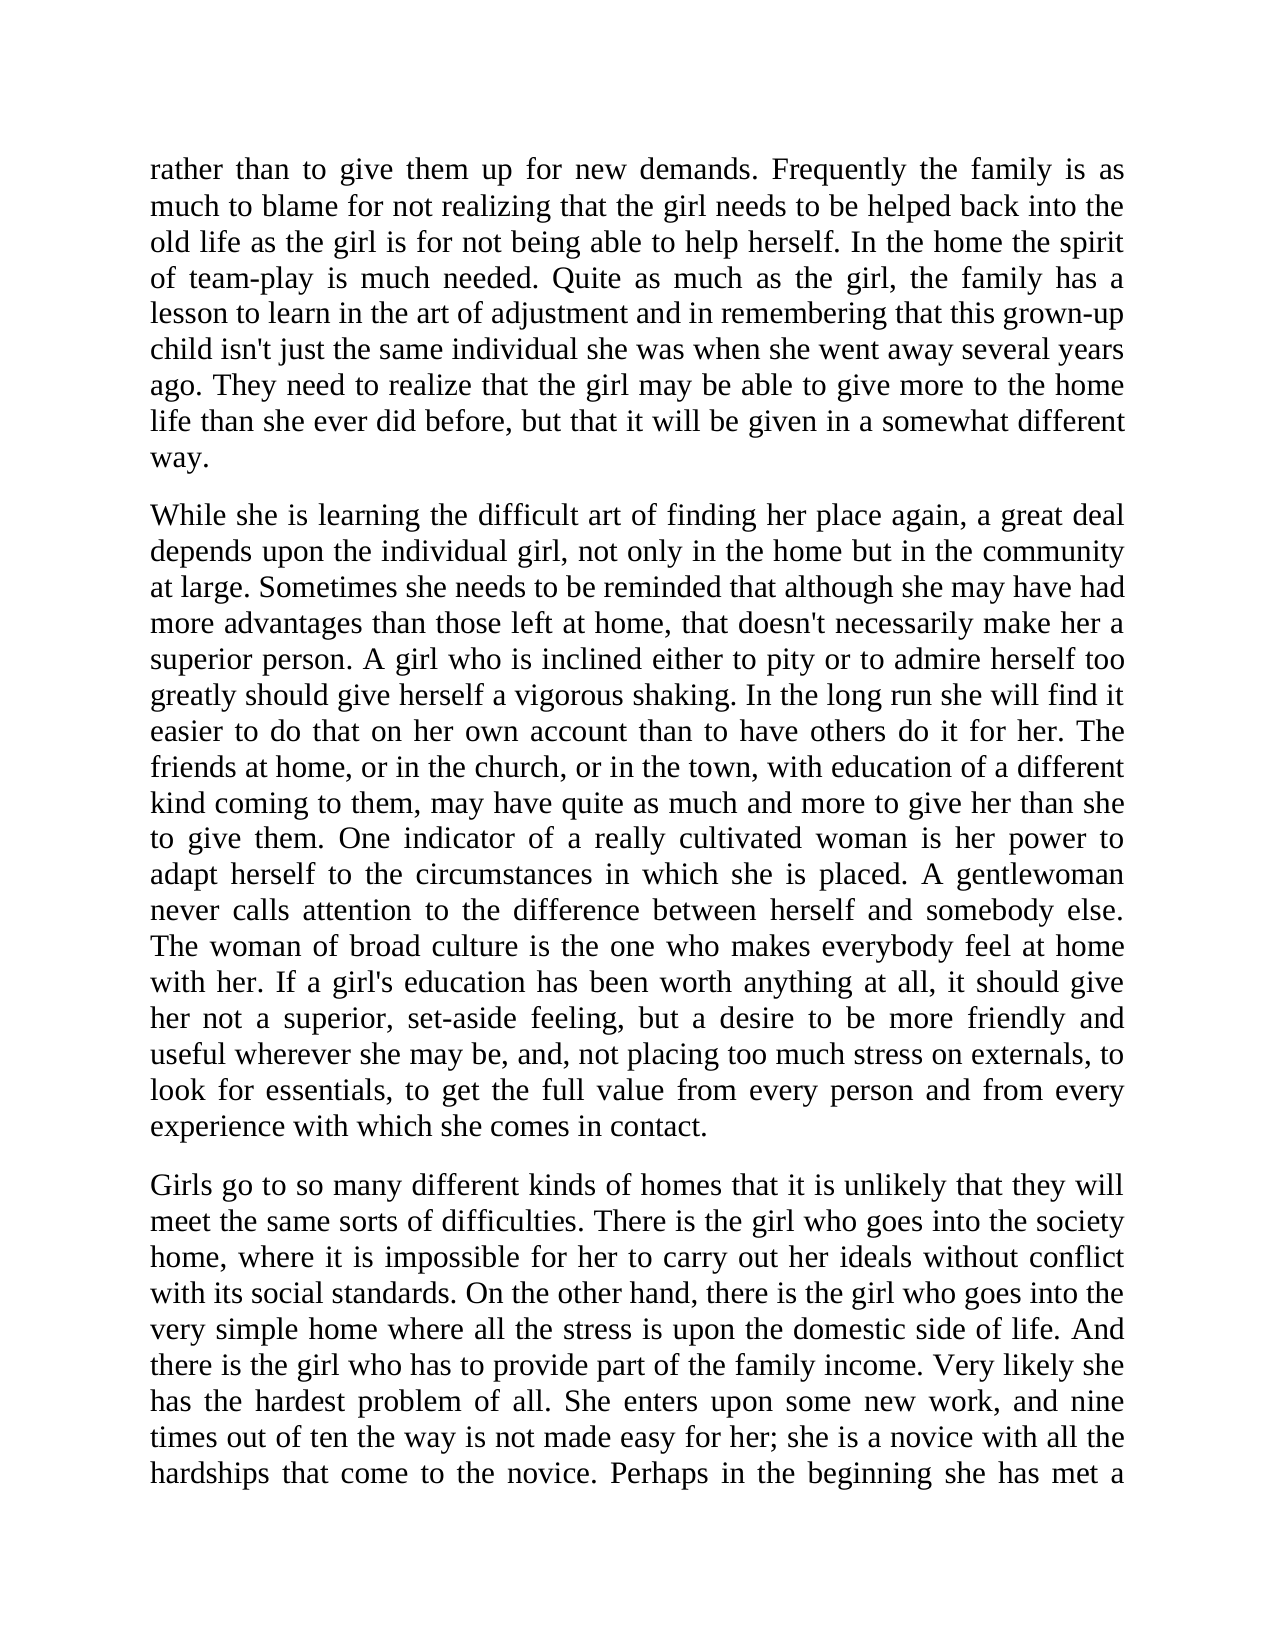 rather than to give them up for new demands. Frequently the family is as
much to blame for not realizing that the girl needs to be helped back into the
old life as the girl is for not being able to help herself. In the home the spirit
of team-play is much needed. Quite as much as the girl, the family has a
lesson to learn in the art of adjustment and in remembering that this grown-up
child isn't just the same individual she was when she went away several years
ago. They need to realize that the girl may be able to give more to the home
life than she ever did before, but that it will be given in a somewhat different
way.
While she is learning the difficult art of finding her place again, a great deal
depends upon the individual girl, not only in the home but in the community
at large. Sometimes she needs to be reminded that although she may have had
more advantages than those left at home, that doesn't necessarily make her a
superior person. A girl who is inclined either to pity or to admire herself too
greatly should give herself a vigorous shaking. In the long run she will find it
easier to do that on her own account than to have others do it for her. The
friends at home, or in the church, or in the town, with education of a different
kind coming to them, may have quite as much and more to give her than she
to give them. One indicator of a really cultivated woman is her power to
adapt herself to the circumstances in which she is placed. A gentlewoman
never calls attention to the difference between herself and somebody else.
The woman of broad culture is the one who makes everybody feel at home
with her. If a girl's education has been worth anything at all, it should give
her not a superior, set-aside feeling, but a desire to be more friendly and
useful wherever she may be, and, not placing too much stress on externals, to
look for essentials, to get the full value from every person and from every
experience with which she comes in contact.
Girls go to so many different kinds of homes that it is unlikely that they will
meet the same sorts of difficulties. There is the girl who goes into the society
home, where it is impossible for her to carry out her ideals without conflict
with its social standards. On the other hand, there is the girl who goes into the
very simple home where all the stress is upon the domestic side of life. And
there is the girl who has to provide part of the family income. Very likely she
has the hardest problem of all. She enters upon some new work, and nine
times out of ten the way is not made easy for her; she is a novice with all the
hardships that come to the novice. Perhaps in the beginning she has met a